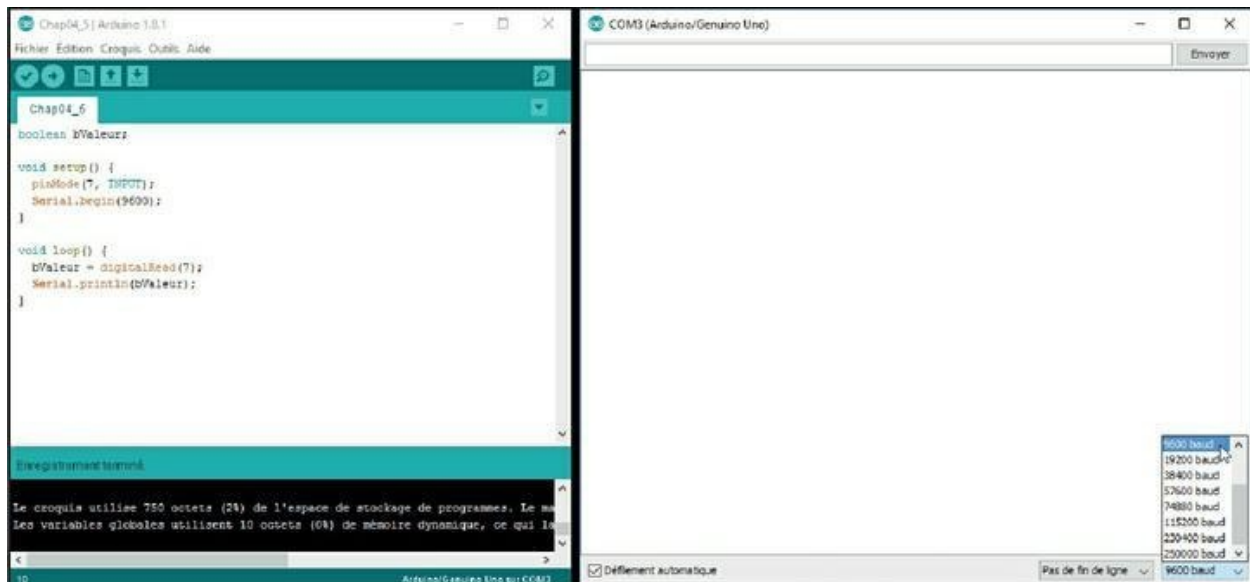 Chap04_5 | Arduino 1.8.1
Fichier Édition Croquis Outils Aide
Chap04_6
boolean bValeur;
void setup() {
pinMode(7, INPUT);
Serial.begin(9600);
}
void loop() {
bValeur = digitalRead(7);
Serial.println(bValeur);
}
Enregistrement terminé.
Le croquis utilise 750 octets (2%) de l'espace de stockage de programmes. Le ma
Les variables globales utilisent 10 octets (0%) de mémoire dynamique, ce qui la
10
Arduino/Genuino Uno sur COM3
COM3 (Arduino/Genuino Uno)
Envoyer
9600 baud
19200 baud
38400 baud
57600 baud
74880 baud
115200 baud
230400 baud
250000 baud
Défilement automatique
Pas de fin de ligne
9600 baud